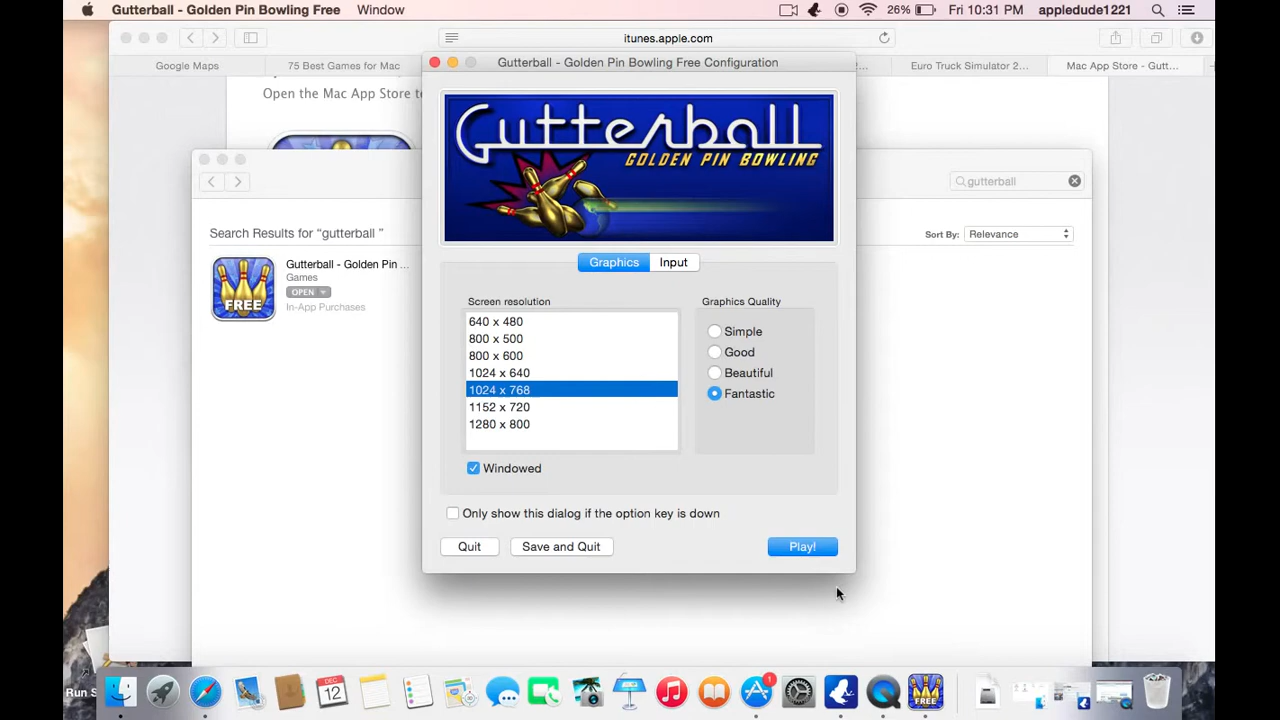 Gutterball - Golden Pin Bowling Free Window 26% Fri 10:31 PM appledude1221
itunes.apple.com
Gutterball - Golden Pin Bowling Free Configuration
Google Maps 75 Best Games for Mac 2... Euro Truck Simulator 2... Mac App Store - Gutt...
Open the Mac App Store t
Gutterball
GOLDEN PIN BOWLING
gutterball
Search Results for “gutterball ” Sort By: Relevance
Gutterball - Golden Pin ...
Games
OPEN
In-App Purchases
FREE
Graphics Input
Screen resolution Graphics Quality
640 x 480
800 x 500
800 x 600
1024 x 640
1024 x 768
1152 x 720
1280 x 800
Simple
Good
Beautiful
Fantastic
Windowed
Only show this dialog if the option key is down
Quit Save and Quit Play!
Run S
DEC
12
1
FREE